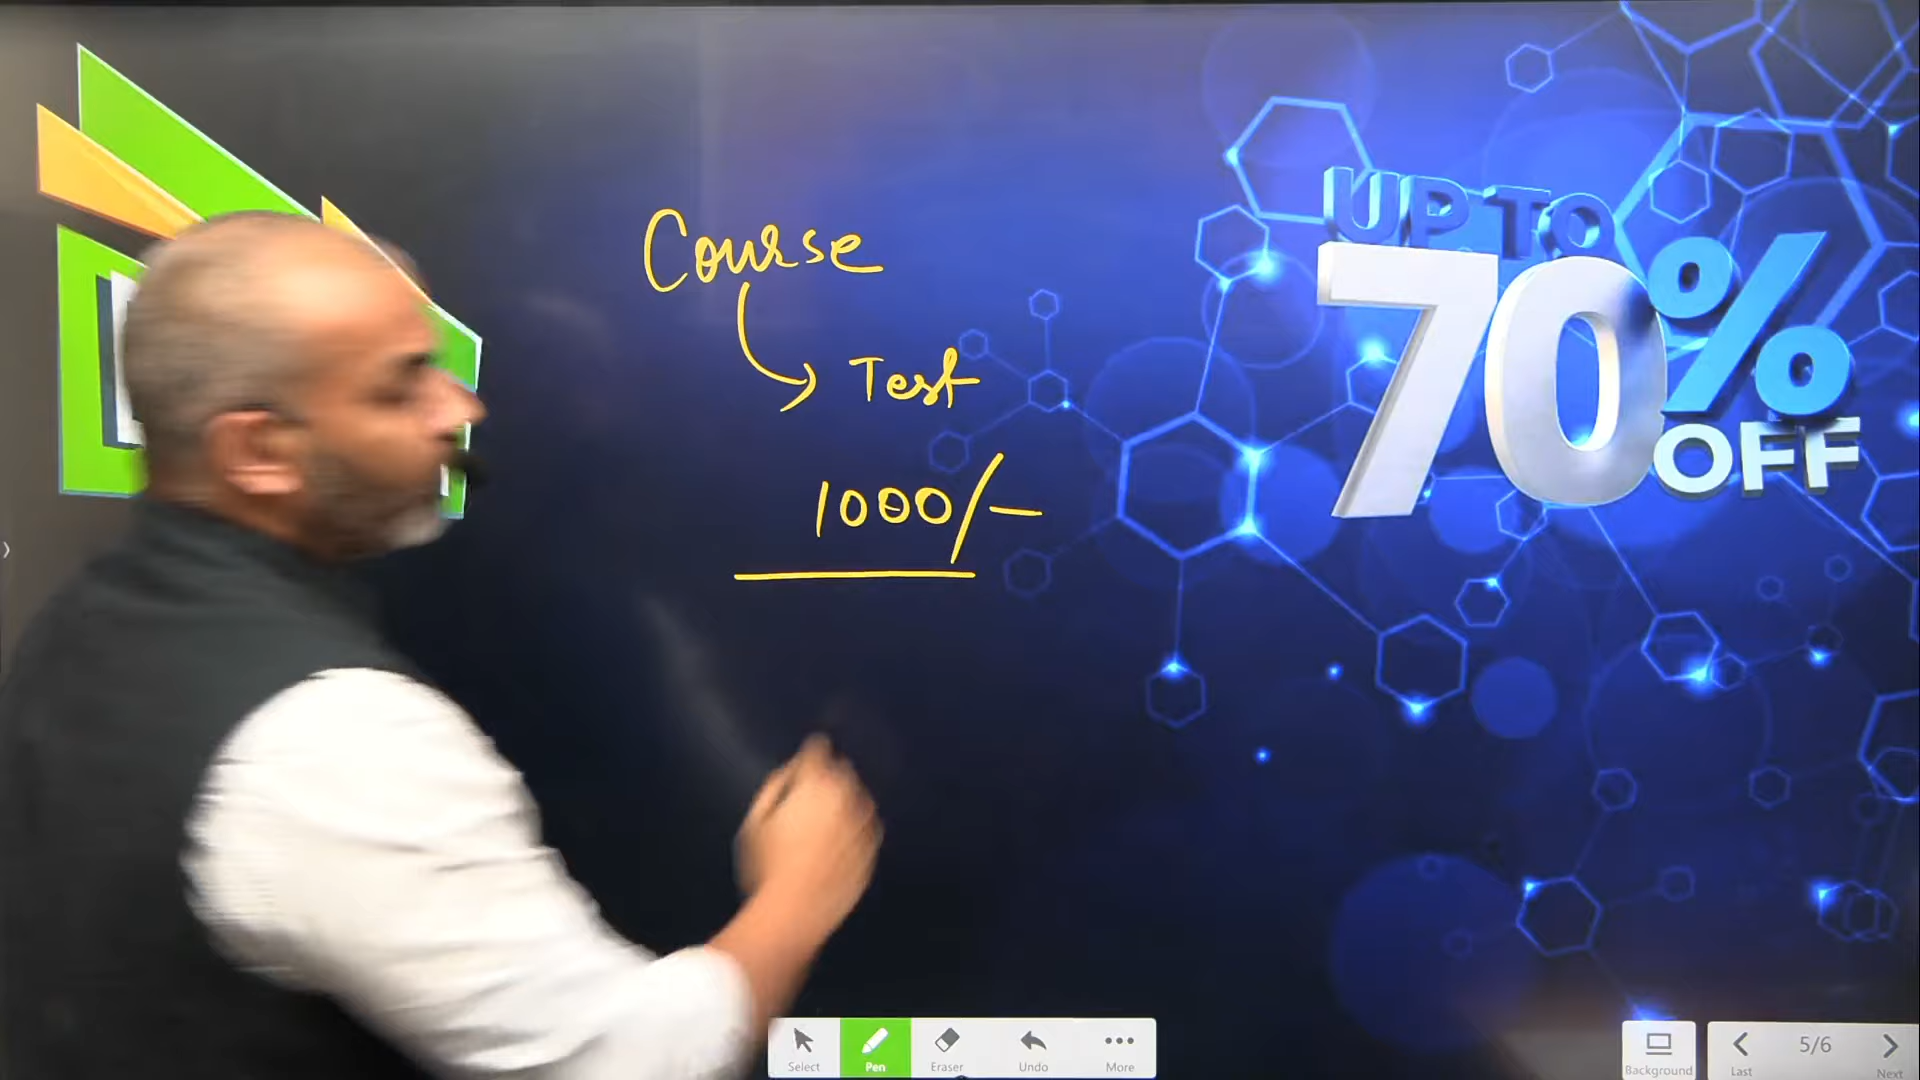 Course
Test
1000/-
UP TO
70%
OFF
Select
Pen
Eraser
Undo
More
Background
Last
5/6
Next